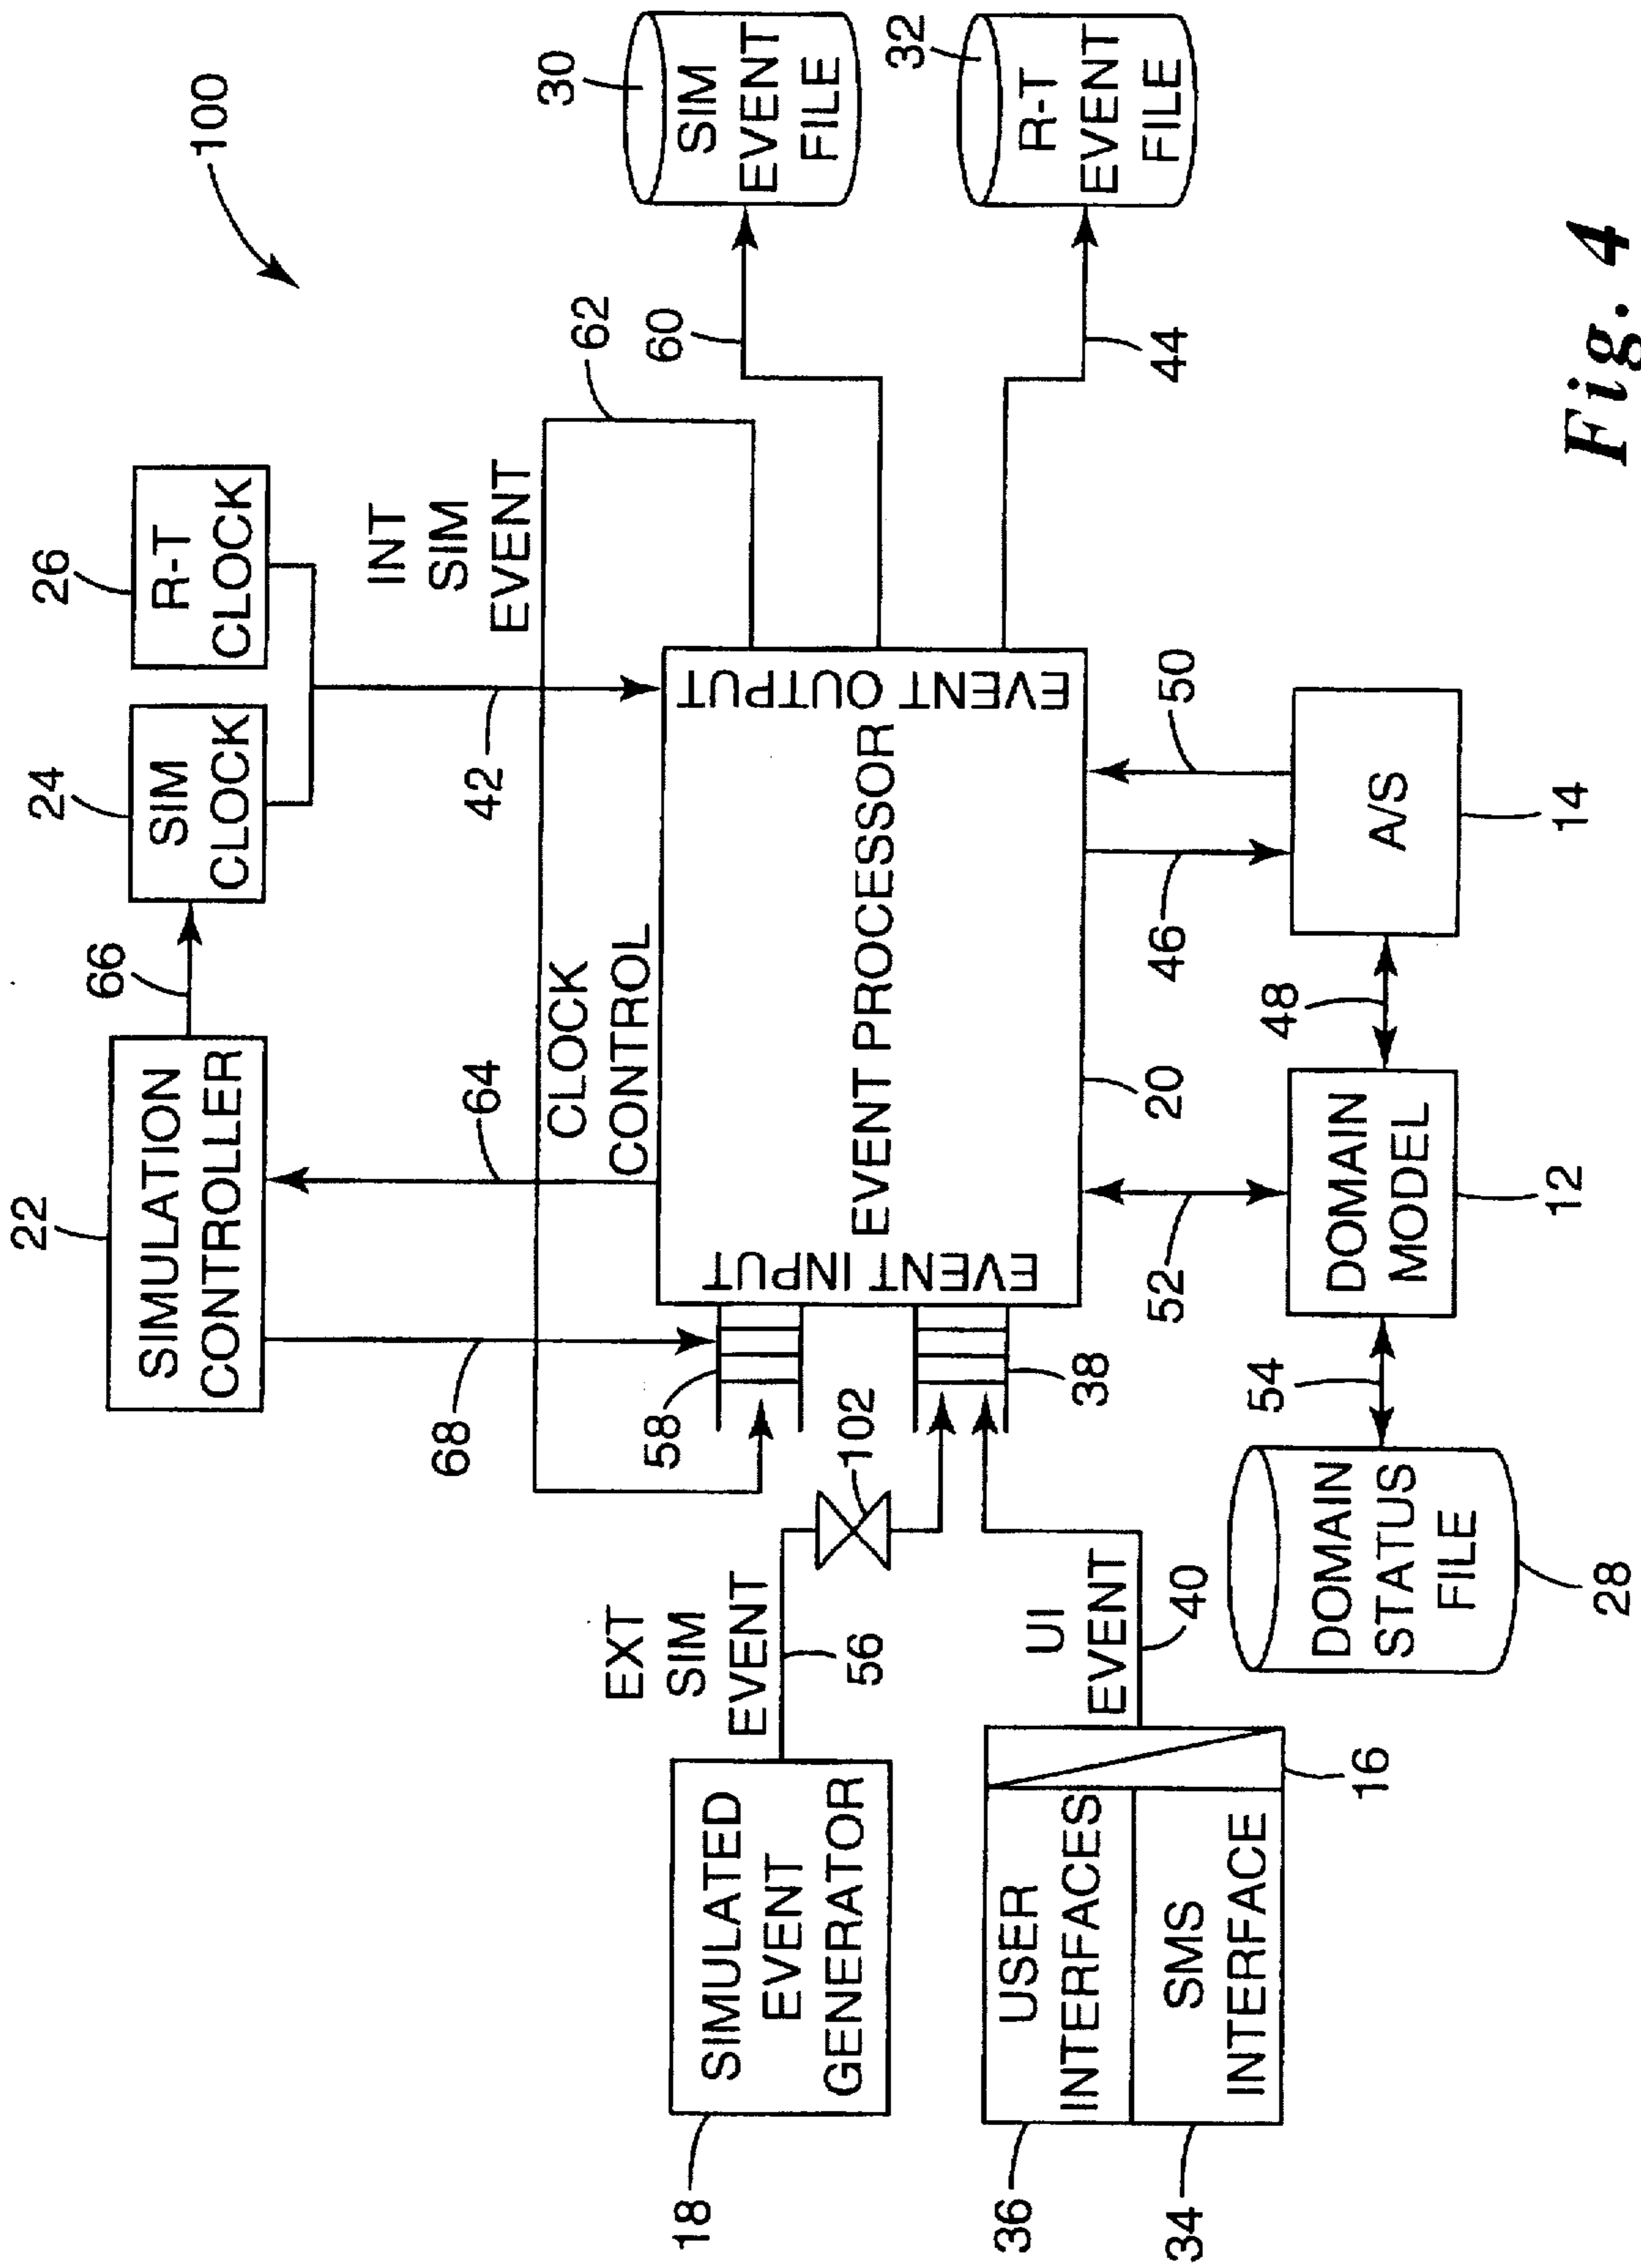 100
22
SIMULATION
CONTROLLER
66
24
SIM
CLOCK
26
R-T
CLOCK
68
64
42
INT
SIM
EVENT
62
CLOCK
CONTROL
30
SIM
EVENT
FILE
60
32
R-T
EVENT
FILE
44
18
SIMULATED
EVENT
GENERATOR
EXT
SIM
EVENT
56
102
58
38
EVENT INPUT
EVENT PROCESSOR
EVENT OUTPUT
20
36
USER
INTERFACES
34
SMS
INTERFACE
16
UI
EVENT
40
52
46
50
DOMAIN
STATUS
FILE
28
54
DOMAIN
MODEL
12
48
A/S
14
Fig. 4